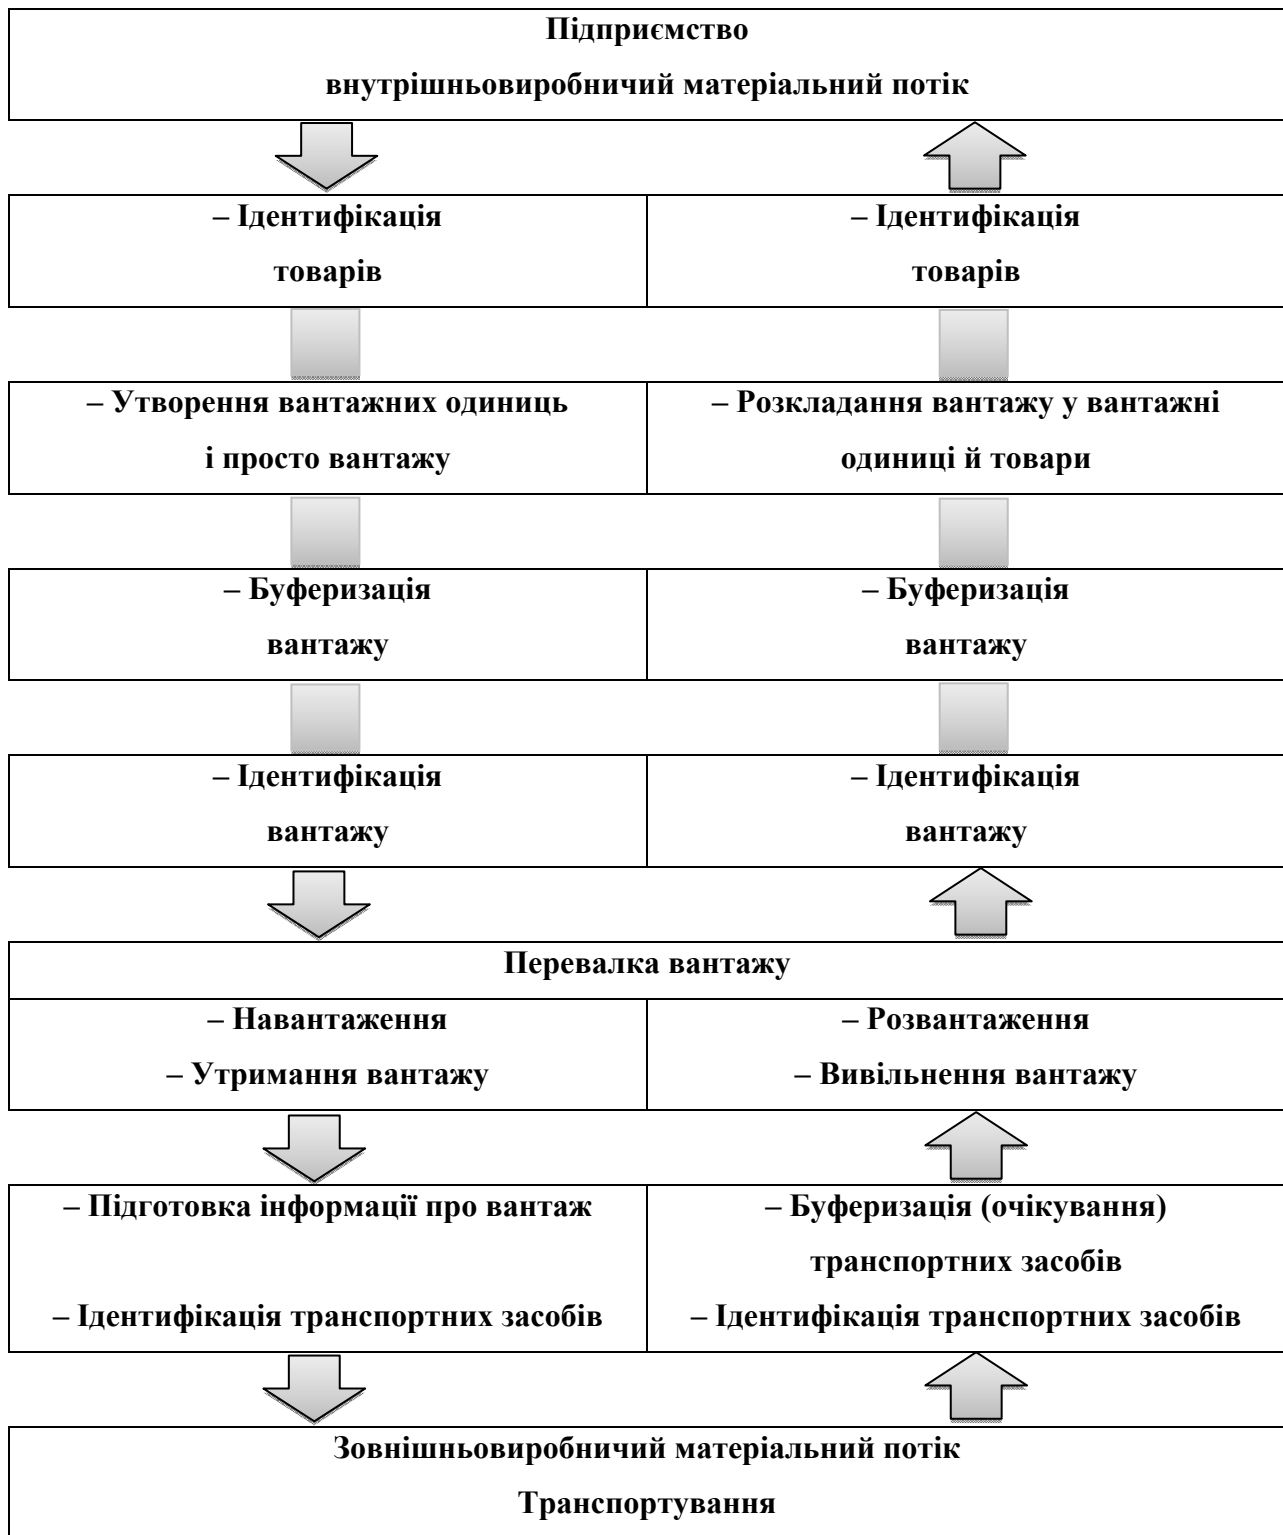 Підприємство
внутрішньовиробничий матеріальний потік
– Ідентифікація
товарів
– Ідентифікація
товарів
– Утворення вантажних одиниць
і просто вантажу
– Розкладання вантажу у вантажні
одиниці й товари
– Буферизація
вантажу
– Буферизація
вантажу
– Ідентифікація
вантажу
– Ідентифікація
вантажу
Перевалка вантажу
– Навантаження
– Утримання вантажу
– Розвантаження
– Вивільнення вантажу
– Підготовка інформації про вантаж
– Ідентифікація транспортних засобів
– Буферизація (очікування)
транспортних засобів
– Ідентифікація транспортних засобів
Зовнішньовиробничий матеріальний потік
Транспортування